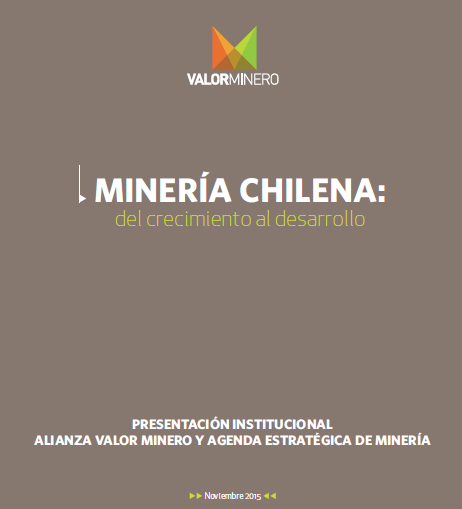 VALORMINERO
MINERÍA CHILENA:
del crecimiento al desarrollo
PRESENTACIÓN INSTITUCIONAL
ALIANZA VALOR MINERO Y AGENDA ESTRATÉGICA DE MINERÍA
Noviembre 2015